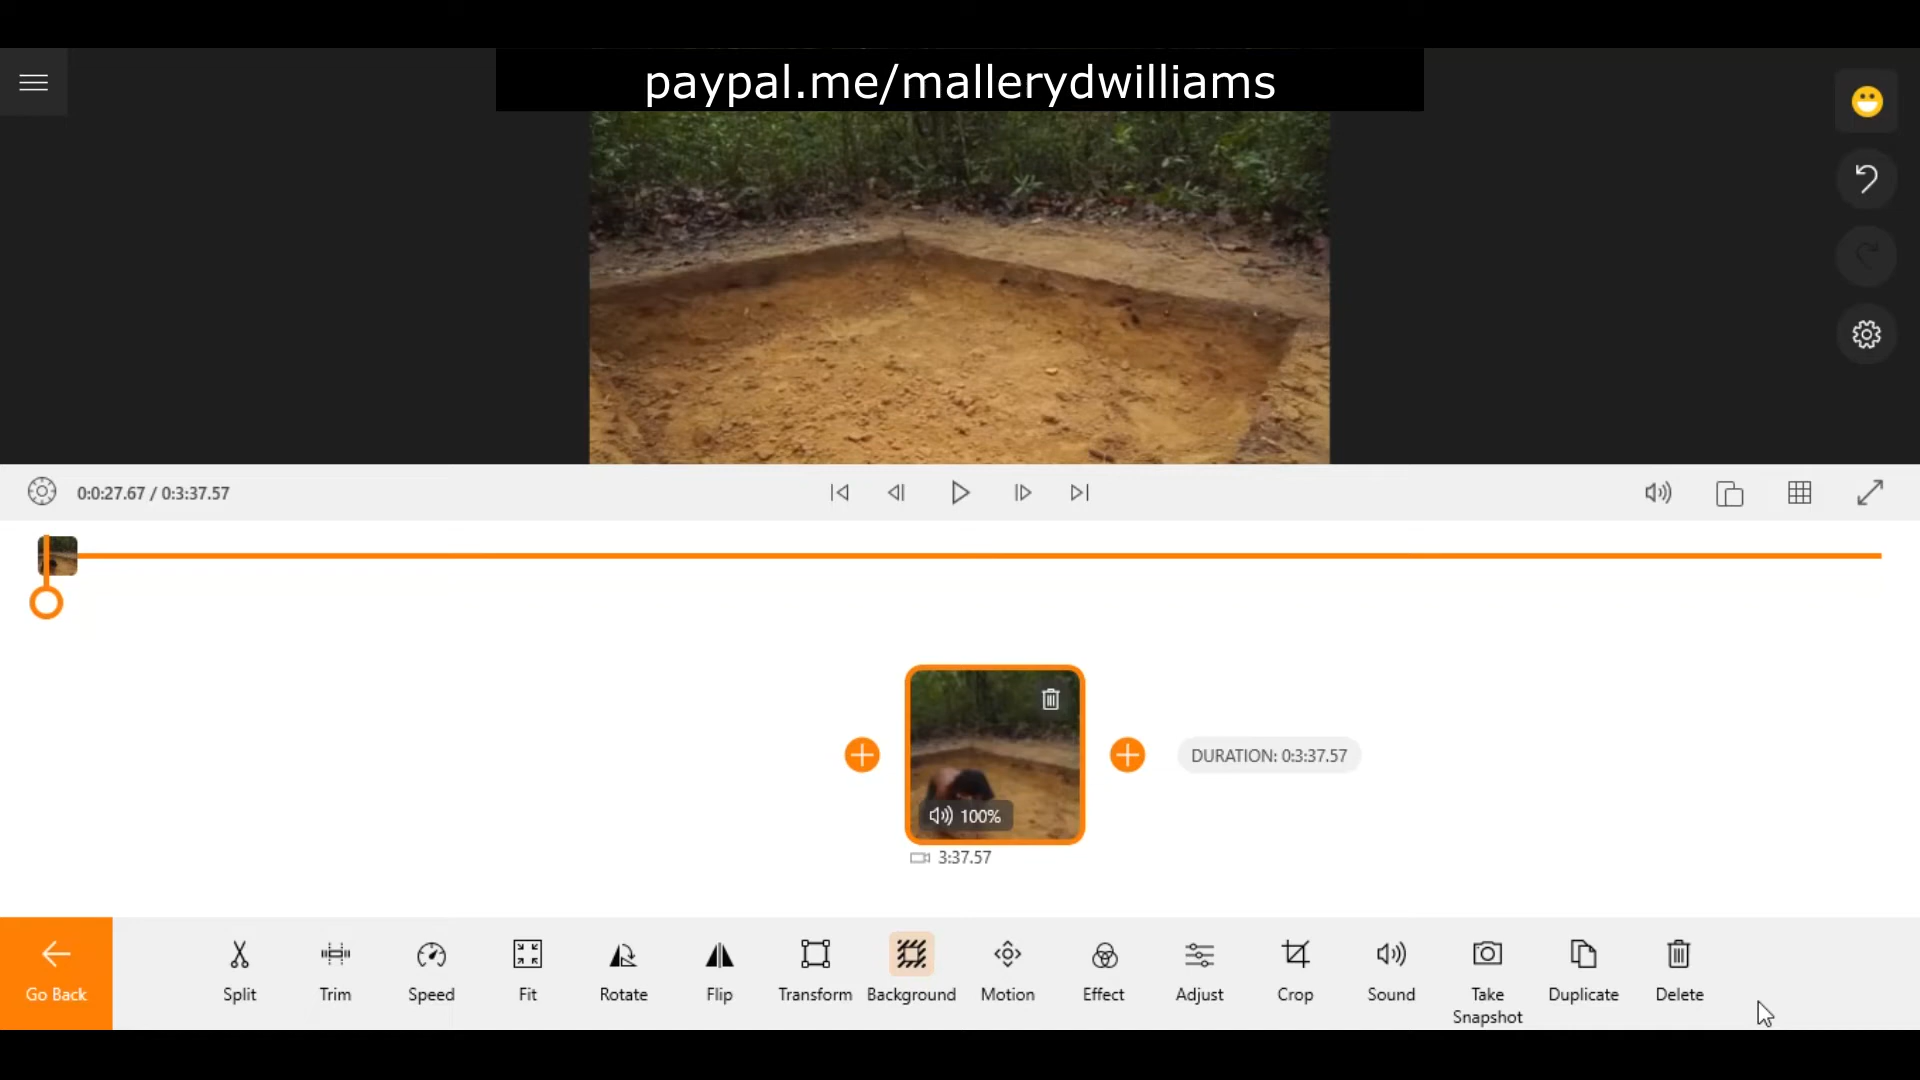 paypal.me/mallerydwilliams
0:0:27.67 / 0:3:37.57
100%
DURATION: 0:3:37.57
3:37.57
Go Back
Split
Trim
Speed
Fit
Rotate
Flip
Transform
Background
Motion
Effect
Adjust
Crop
Sound
Take
Snapshot
Duplicate
Delete